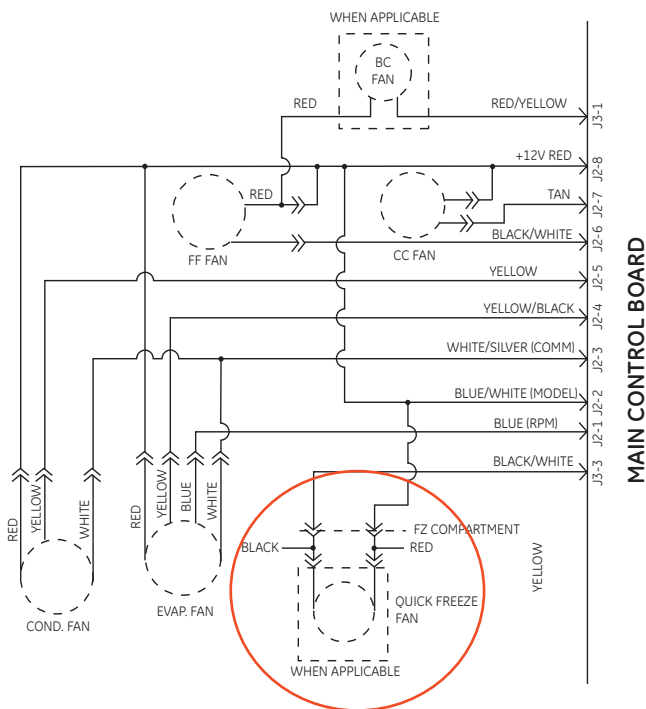 WHEN APPLICABLE
BC
FAN
RED
RED/YELLOW
J3-1
+12V RED
J2-8
RED
TAN
J2-7
FF FAN
CC FAN
BLACK/WHITE
J2-6
YELLOW
J2-5
YELLOW/BLACK
J2-4
WHITE/SILVER (COMM)
J2-3
BLUE/WHITE (MODEL)
J2-2
BLUE (RPM)
J2-1
BLACK/WHITE
J3-3
MAIN CONTROL BOARD
RED
YELLOW
WHITE
RED
YELLOW
BLUE
WHITE
FZ COMPARTMENT
BLACK
RED
YELLOW
COND. FAN
EVAP. FAN
QUICK FREEZE
FAN
WHEN APPLICABLE